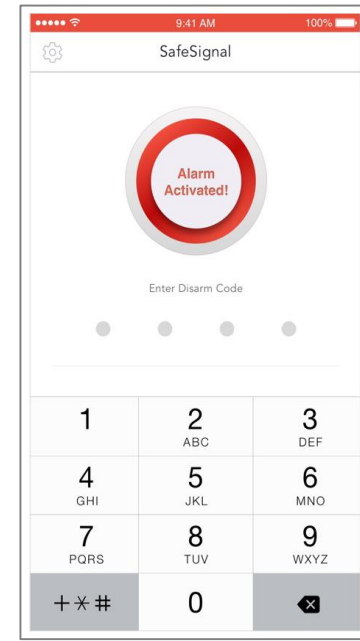 9:41 AM 100%
SafeSignal
Alarm
Activated!
Enter Disarm Code
1 2 3
ABC DEF
4 5 6
GHI JKL MNO
7 8 9
PQRS TUV WXYZ
+*# 0